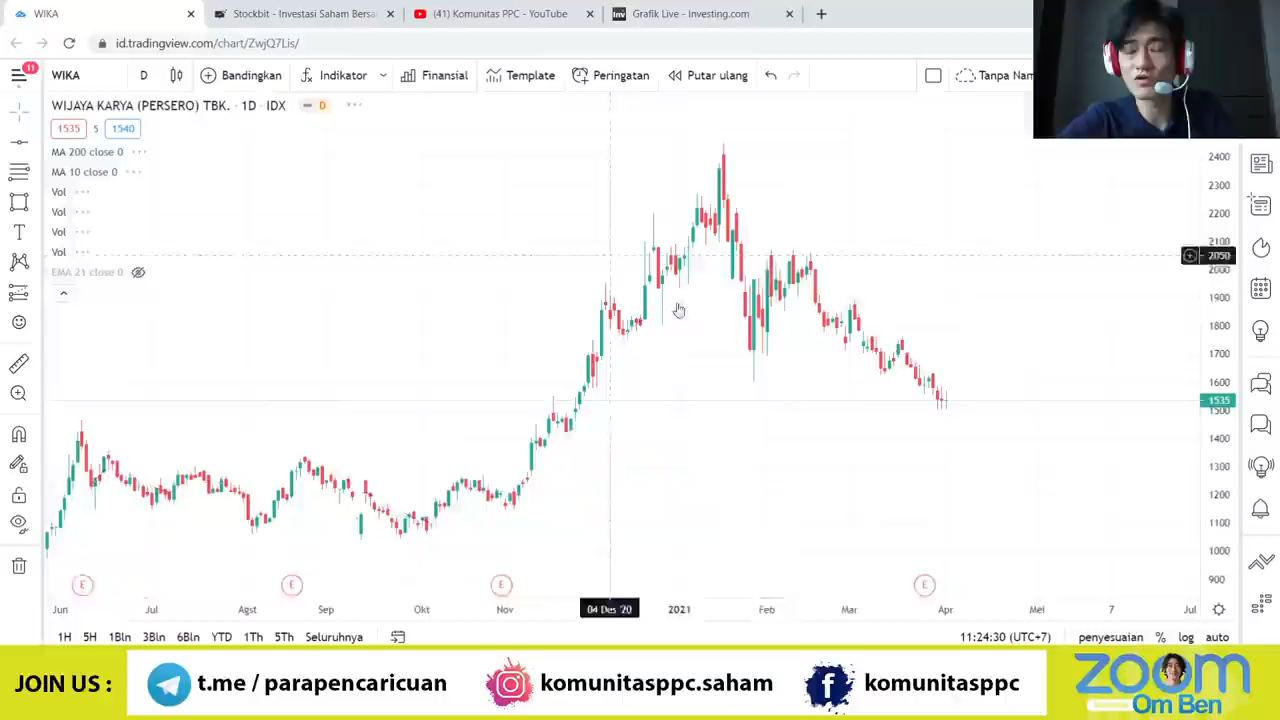 WIKA
Stockbit - Investasi Saham Bersa
(41) Komunitas PPC - YouTube
Inv
Grafik Live - Investing.com
id.tradingview.com/chart/ZwjQ7Lis/
11
WIKA
D
Bandingkan
Indikator
Finansial
Template
Peringatan
Putar ulang
Tanpa Nam
WIJAYA KARYA (PERSERO) TBK. · 1D · IDX
D
1535
5
1540
MA 200 close 0
MA 10 close 0
Vol
Vol
Vol
Vol
EMA 21 close 0
2400
2300
2200
2100
2050
2000
1900
1800
1700
1600
1535
1500
1400
1300
1200
1100
1000
900
E
E
E
E
Jun
Jul
Agst
Sep
Okt
Nov
04 Des '20
2021
Feb
Mar
Apr
Mei
7
Jul
1H
5H
1Bln
3Bln
6Bln
YTD
1Th
5Th
Seluruhnya
11:24:30 (UTC+7)
penyesuaian
%
log
auto
JOIN US :
t.me / parapencaricuan
komunitasppc.saham
komunitasppc
zoom
Om Ben